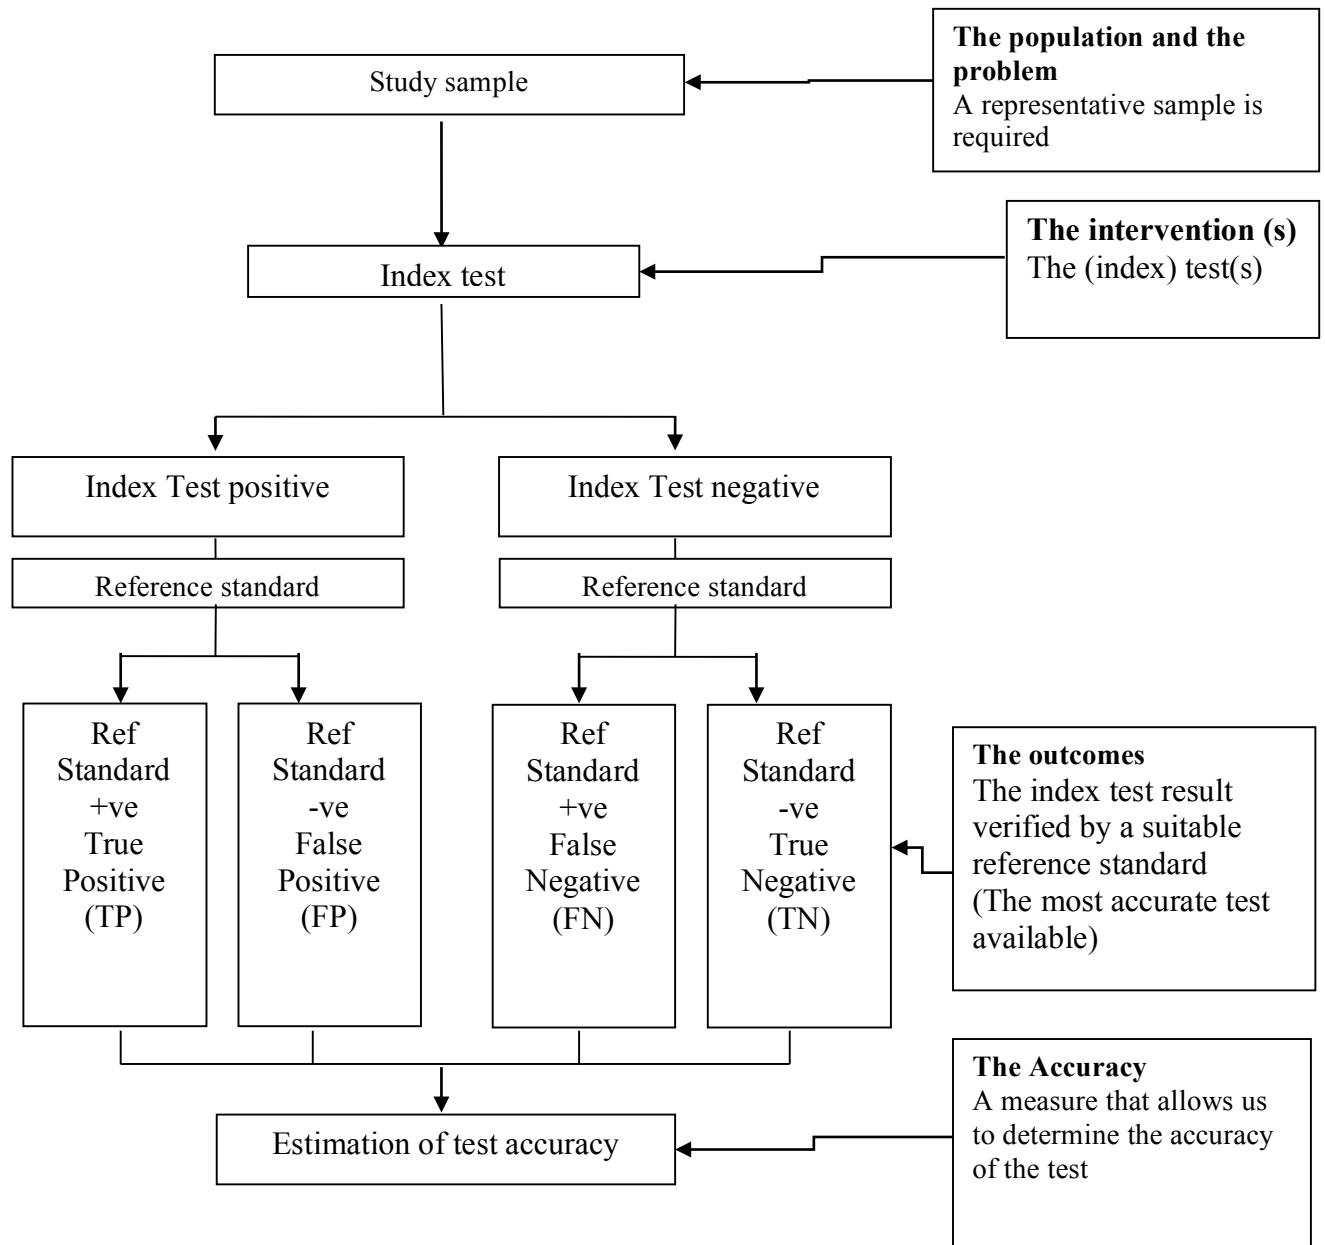 Study sample
The population and the
problem
A representative sample is
required
Index test
The intervention (s)
The (index) test(s)
Index Test positive
Index Test negative
Reference standard
Reference standard
Ref
Standard
+ve
True
Positive
(TP)
Ref
Standard
-ve
False
Positive
(FP)
Ref
Standard
+ve
False
Negative
(FN)
Ref
Standard
-ve
True
Negative
(TN)
The outcomes
The index test result
verified by a suitable
reference standard
(The most accurate test
available)
Estimation of test accuracy
The Accuracy
A measure that allows us
to determine the accuracy
of the test